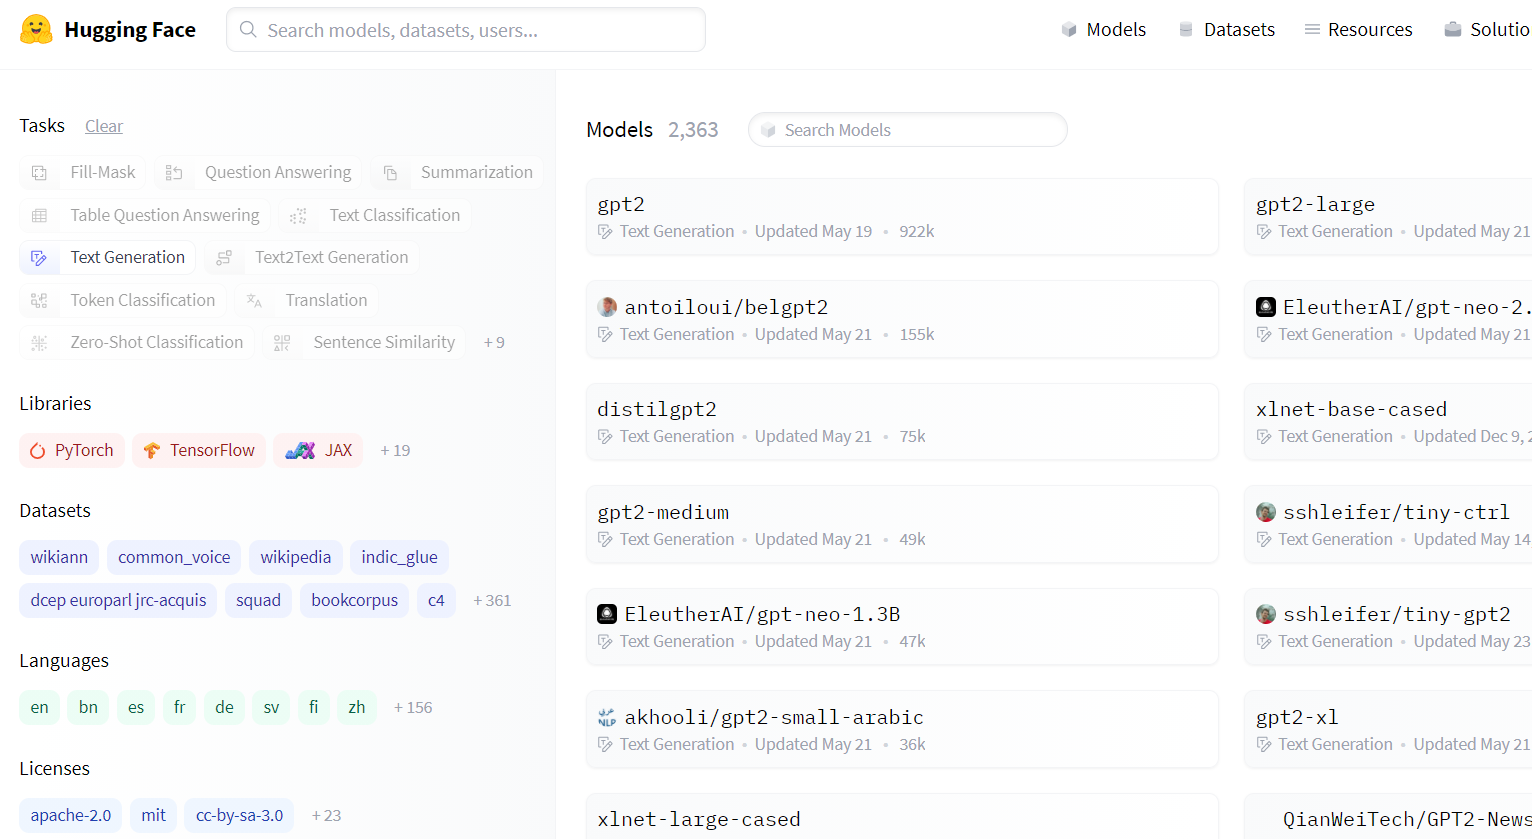 Hugging Face
Search models, datasets, users...
Models
Datasets
Resources
Solutio
Tasks Clear
Fill-Mask
Question Answering
Summarization
Table Question Answering
Text Classification
Text Generation
Text2Text Generation
Token Classification
Translation
Zero-Shot Classification
Sentence Similarity
+ 9
Libraries
PyTorch
TensorFlow
JAX
+ 19
Datasets
wikiann
common_voice
wikipedia
indic_glue
dcep europarl jrc-acquis
squad
bookcorpus
c4
+ 361
Languages
en
bn
es
fr
de
sv
fi
zh
+ 156
Licenses
apache-2.0
mit
cc-by-sa-3.0
+ 23
Models 2,363
Search Models
gpt2
Text Generation • Updated May 19 • 922k
gpt2-large
Text Generation • Updated May 21
antoiloui/belgpt2
Text Generation • Updated May 21 • 155k
EleutherAI/gpt-neo-2.
Text Generation • Updated May 21
distilgpt2
Text Generation • Updated May 21 • 75k
xlnet-base-cased
Text Generation • Updated Dec 9, 2
gpt2-medium
Text Generation • Updated May 21 • 49k
sshleifer/tiny-ctrl
Text Generation • Updated May 14
EleutherAI/gpt-neo-1.3B
Text Generation • Updated May 21 • 47k
sshleifer/tiny-gpt2
Text Generation • Updated May 23
NLP
akhooli/gpt2-small-arabic
Text Generation • Updated May 21 • 36k
gpt2-xl
Text Generation • Updated May 21
xlnet-large-cased
QianWeiTech/GPT2-News